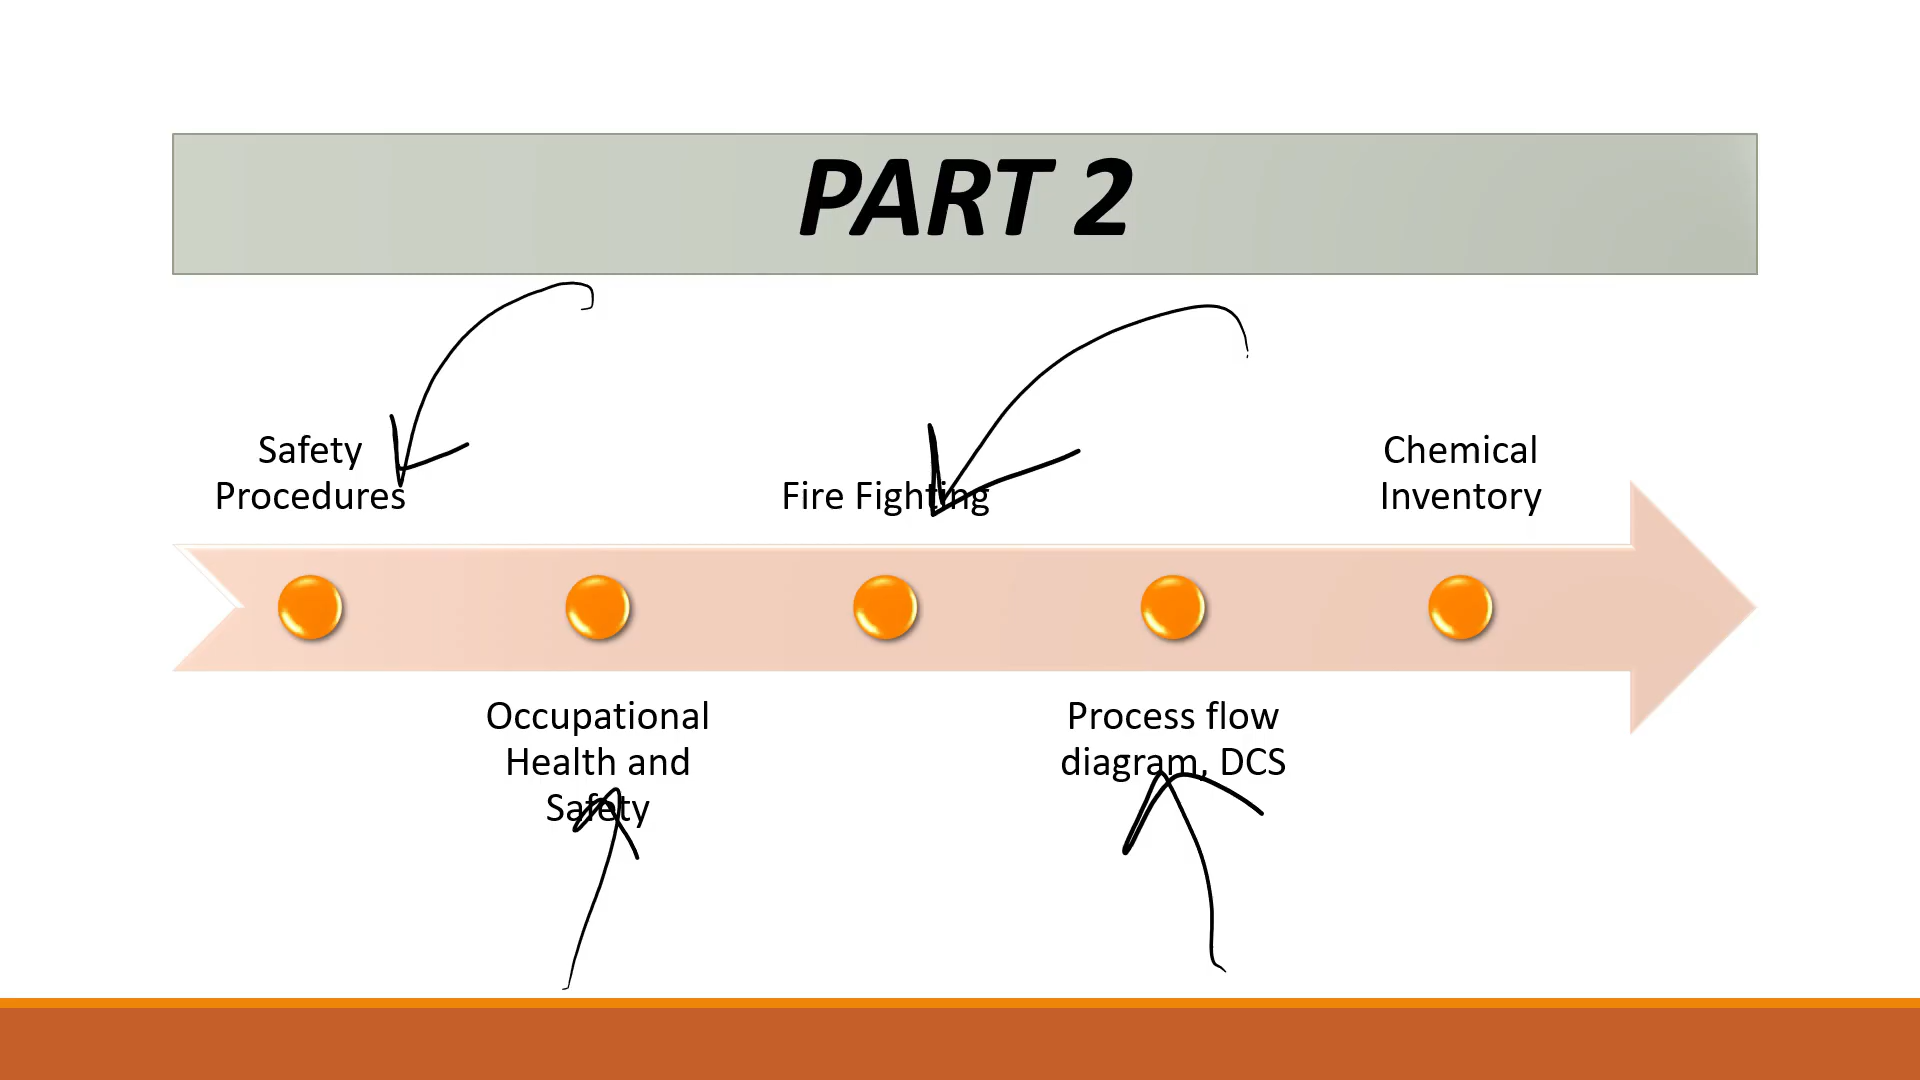 PART 2
Safety
Procedures
Fire Fighting
Chemical
Inventory
Occupational
Health and
Safety
Process flow
diagram, DCS